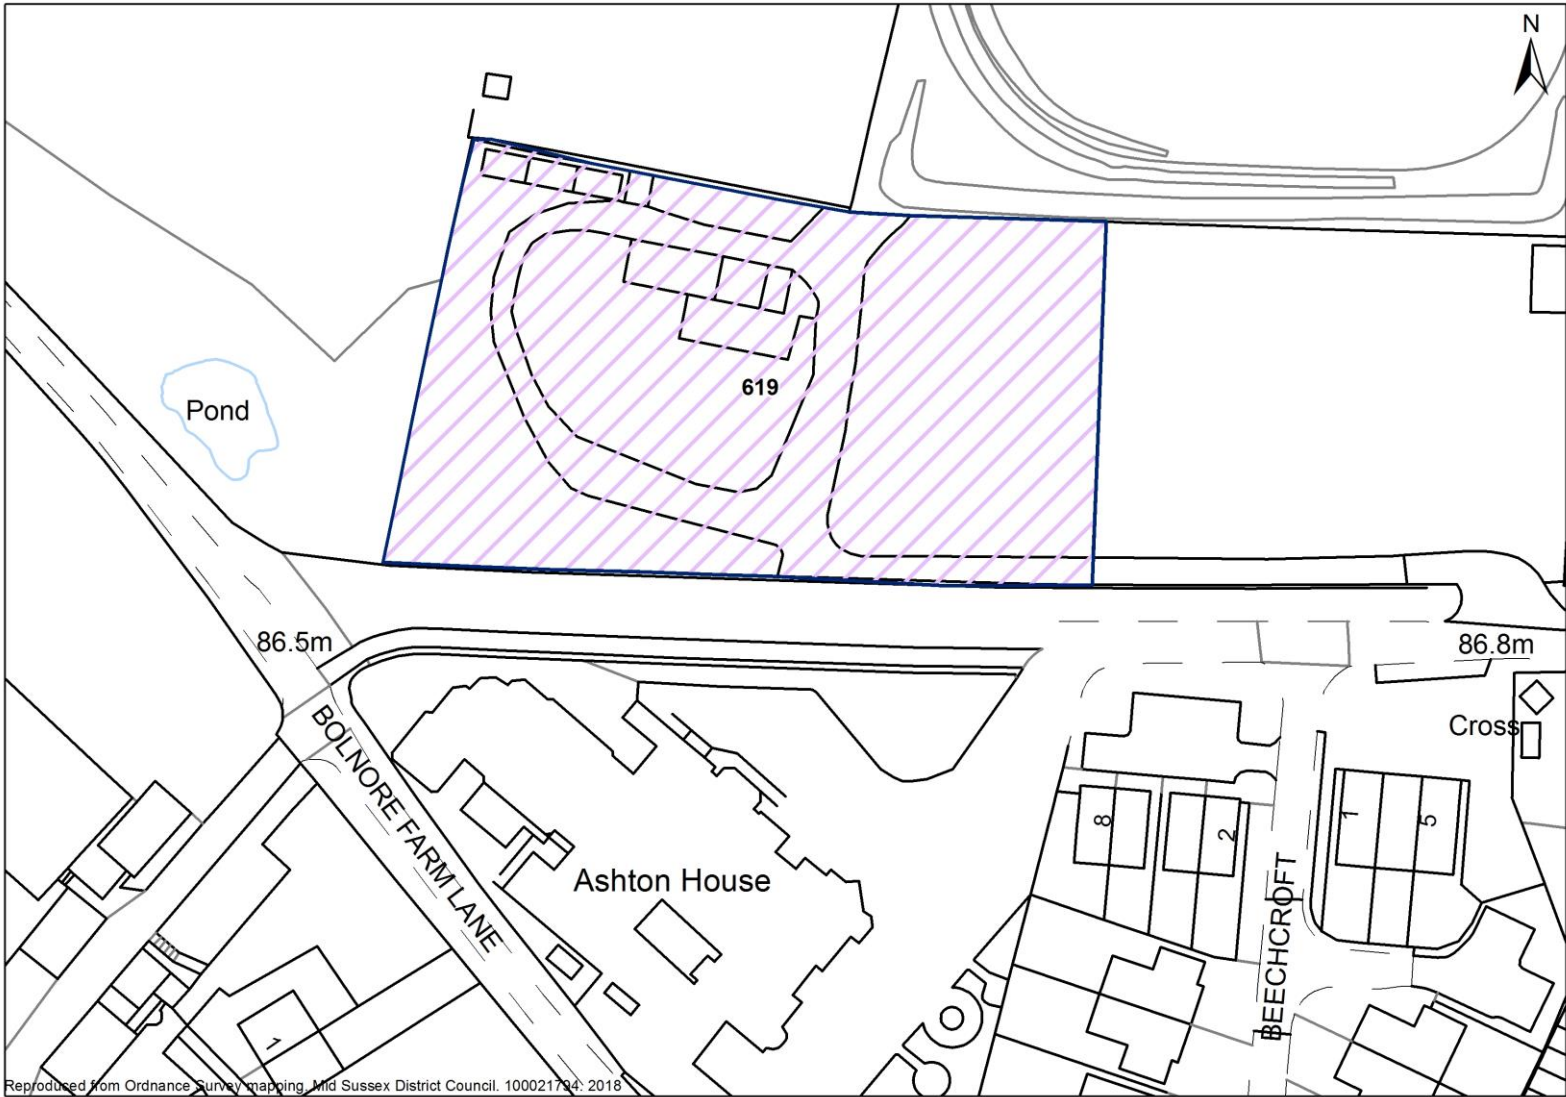 N
619
Pond
86.5m
86.8m
BOLNORE FARM LANE
Cross
8
2
1
5
Ashton House
BEECHCROFT
1
Reproduced from Ordnance Survey mapping, Mid Sussex District Council. 100021794: 2018